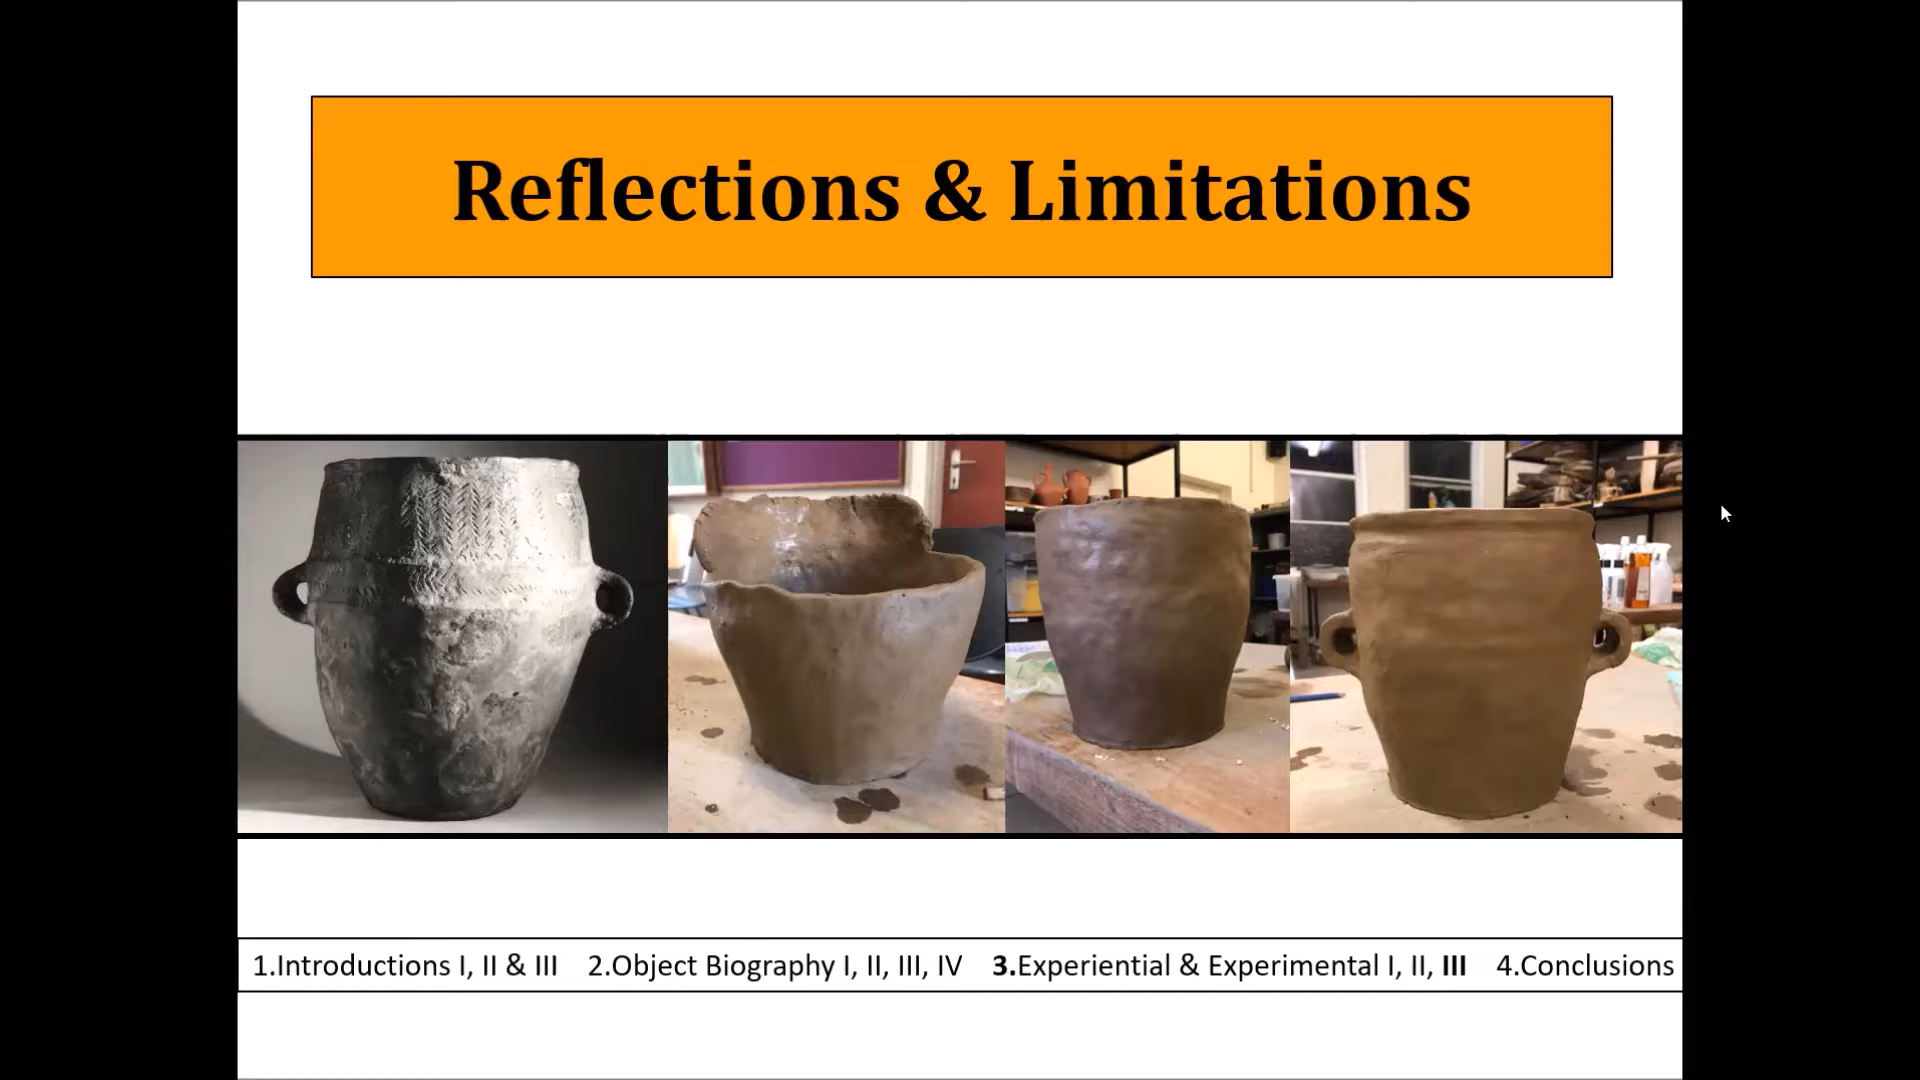 Reflections & Limitations
1.Introductions I, II & III 2.Object Biography I, II, III, IV 3.Experiential & Experimental I, II, III 4.Conclusions